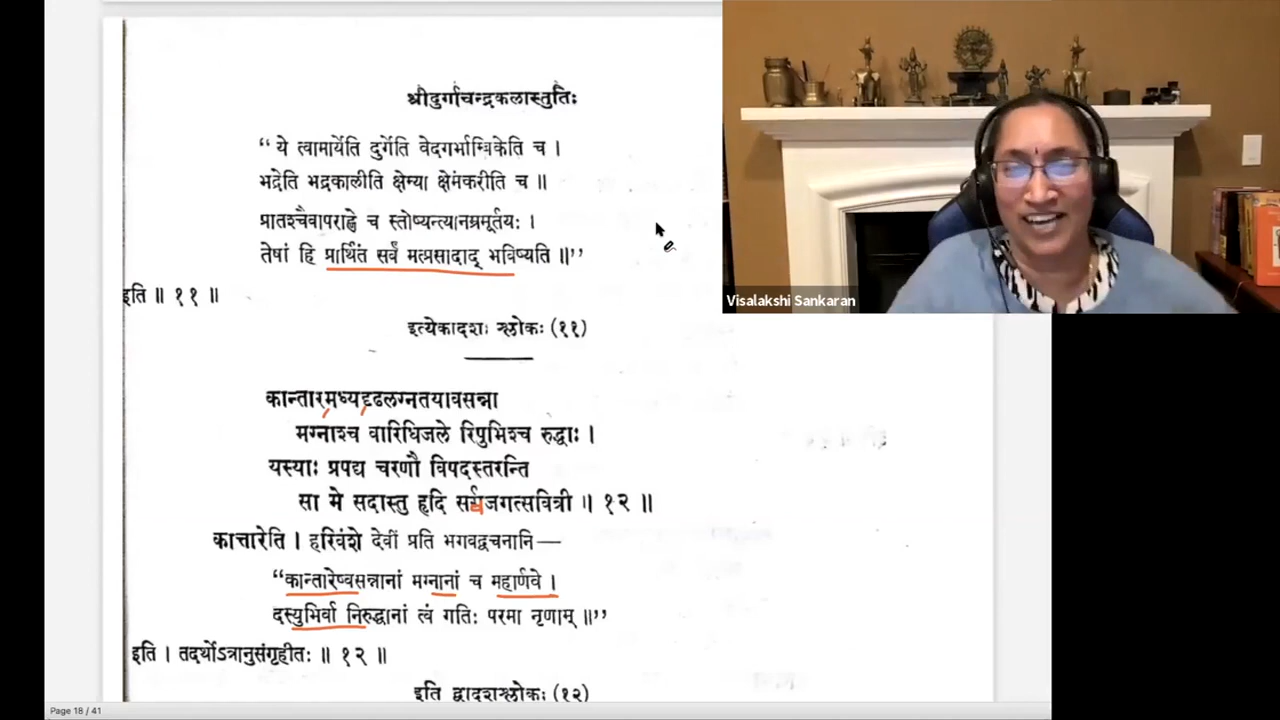 श्रीदुर्गाचन्द्रकलास्तुतिः
“ ये त्वामार्येति दुर्गेति वेदगर्भाम्बिकेति च ।
भद्रेति भद्रकालीति क्षेम्या क्षेमंकरीति च ॥
प्रातश्चैवापराह्णे च स्तोष्यन्त्यानम्रमूर्तयः ।
तेषां हि प्रार्थितं सर्वं मत्प्रसादाद् भविष्यति ॥”
इति ॥ ११ ॥
इत्येकादशः श्लोकः (११)
कान्तारमध्यदृढलग्नतयावसन्ना
मग्नाश्च वारिधिजले रिपुभिश्च रुद्धाः ।
यस्याः प्रपद्य चरणौ विपदस्तरन्ति
सा मे सदास्तु हृदि सर्वजगत्सवित्री ॥ १२ ॥
कान्तारेति । हरिवंशे देवीं प्रति भगवद्वचनानि—
“कान्तारेष्वसन्नानां मग्नानां च महार्णवे ।
दस्युभिर्वा निरुद्धानां त्वं गतिः परमा नृणाम् ॥”
इति । तदर्थोऽत्रानुसंगृहीतः ॥ १२ ॥
इति द्वादशश्लोकः (१२)
Visalakshi Sankaran
Page 18 / 41